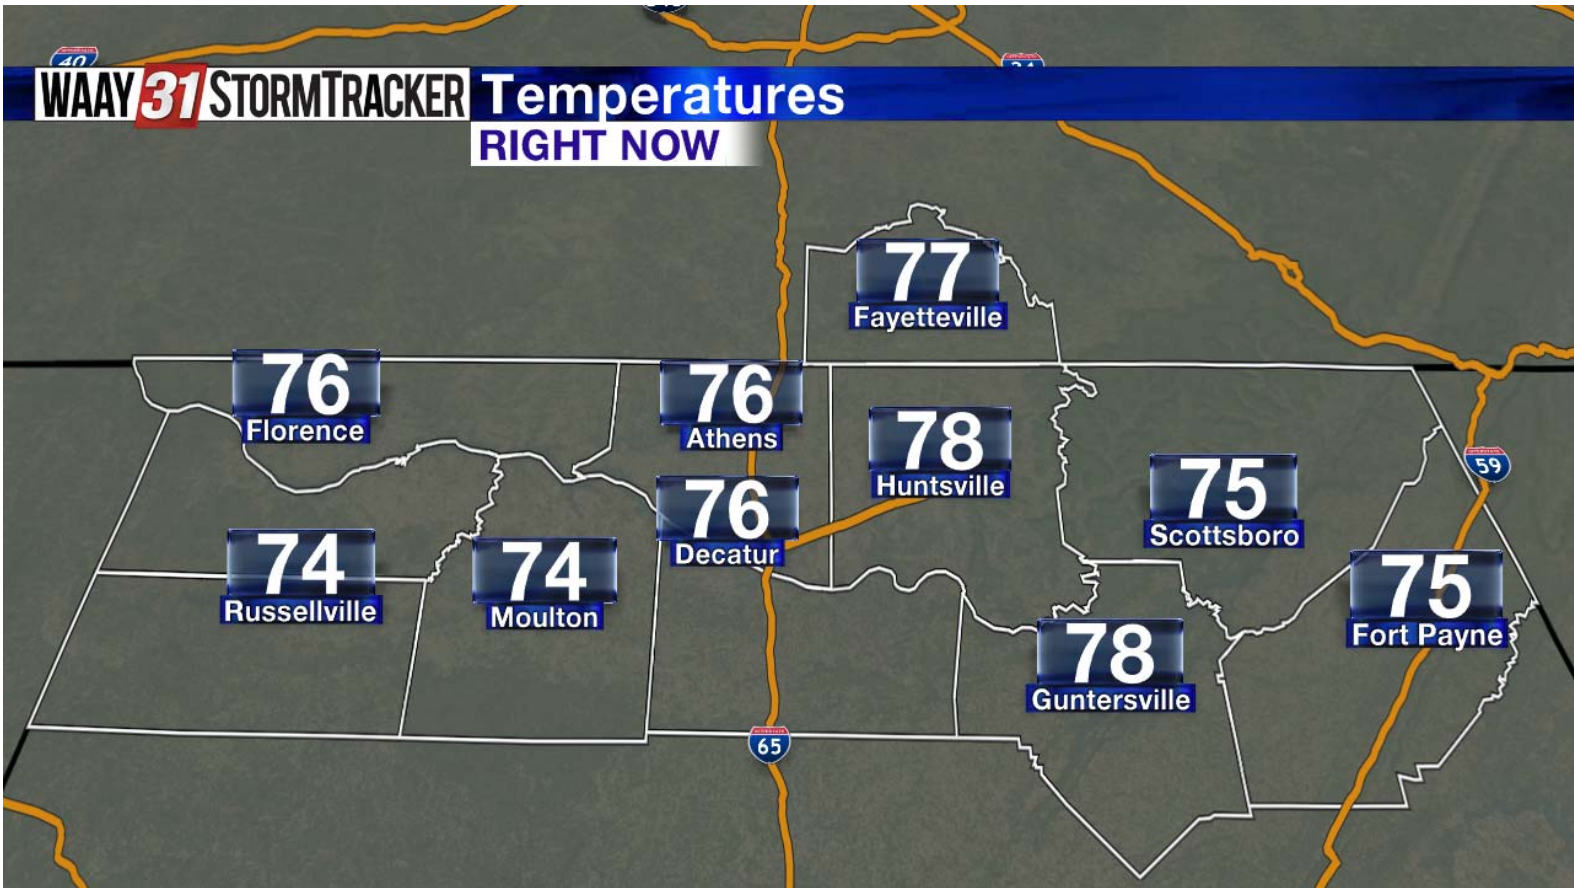 40
24
WAAY 31 STORMTRACKER
Temperatures
RIGHT NOW
77
Fayetteville
76
Florence
76
Athens
78
Huntsville
76
Decatur
75
Scottsboro
59
74
Russellville
74
Moulton
75
Fort Payne
78
Guntersville
65